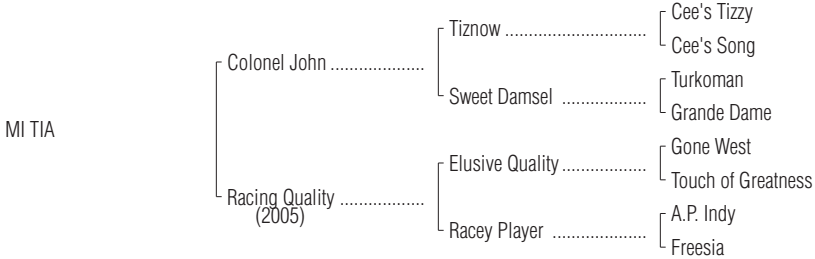 Cee's Tizzy
Tiznow ..............................
Cee's Song
Colonel John ....................
Turkoman
Sweet Damsel ..................
Grande Dame
MI TIA
Gone West
Elusive Quality ..................
Touch of Greatness
Racing Quality ..................
(2005)
A.P. Indy
Racey Player ....................
Freesia